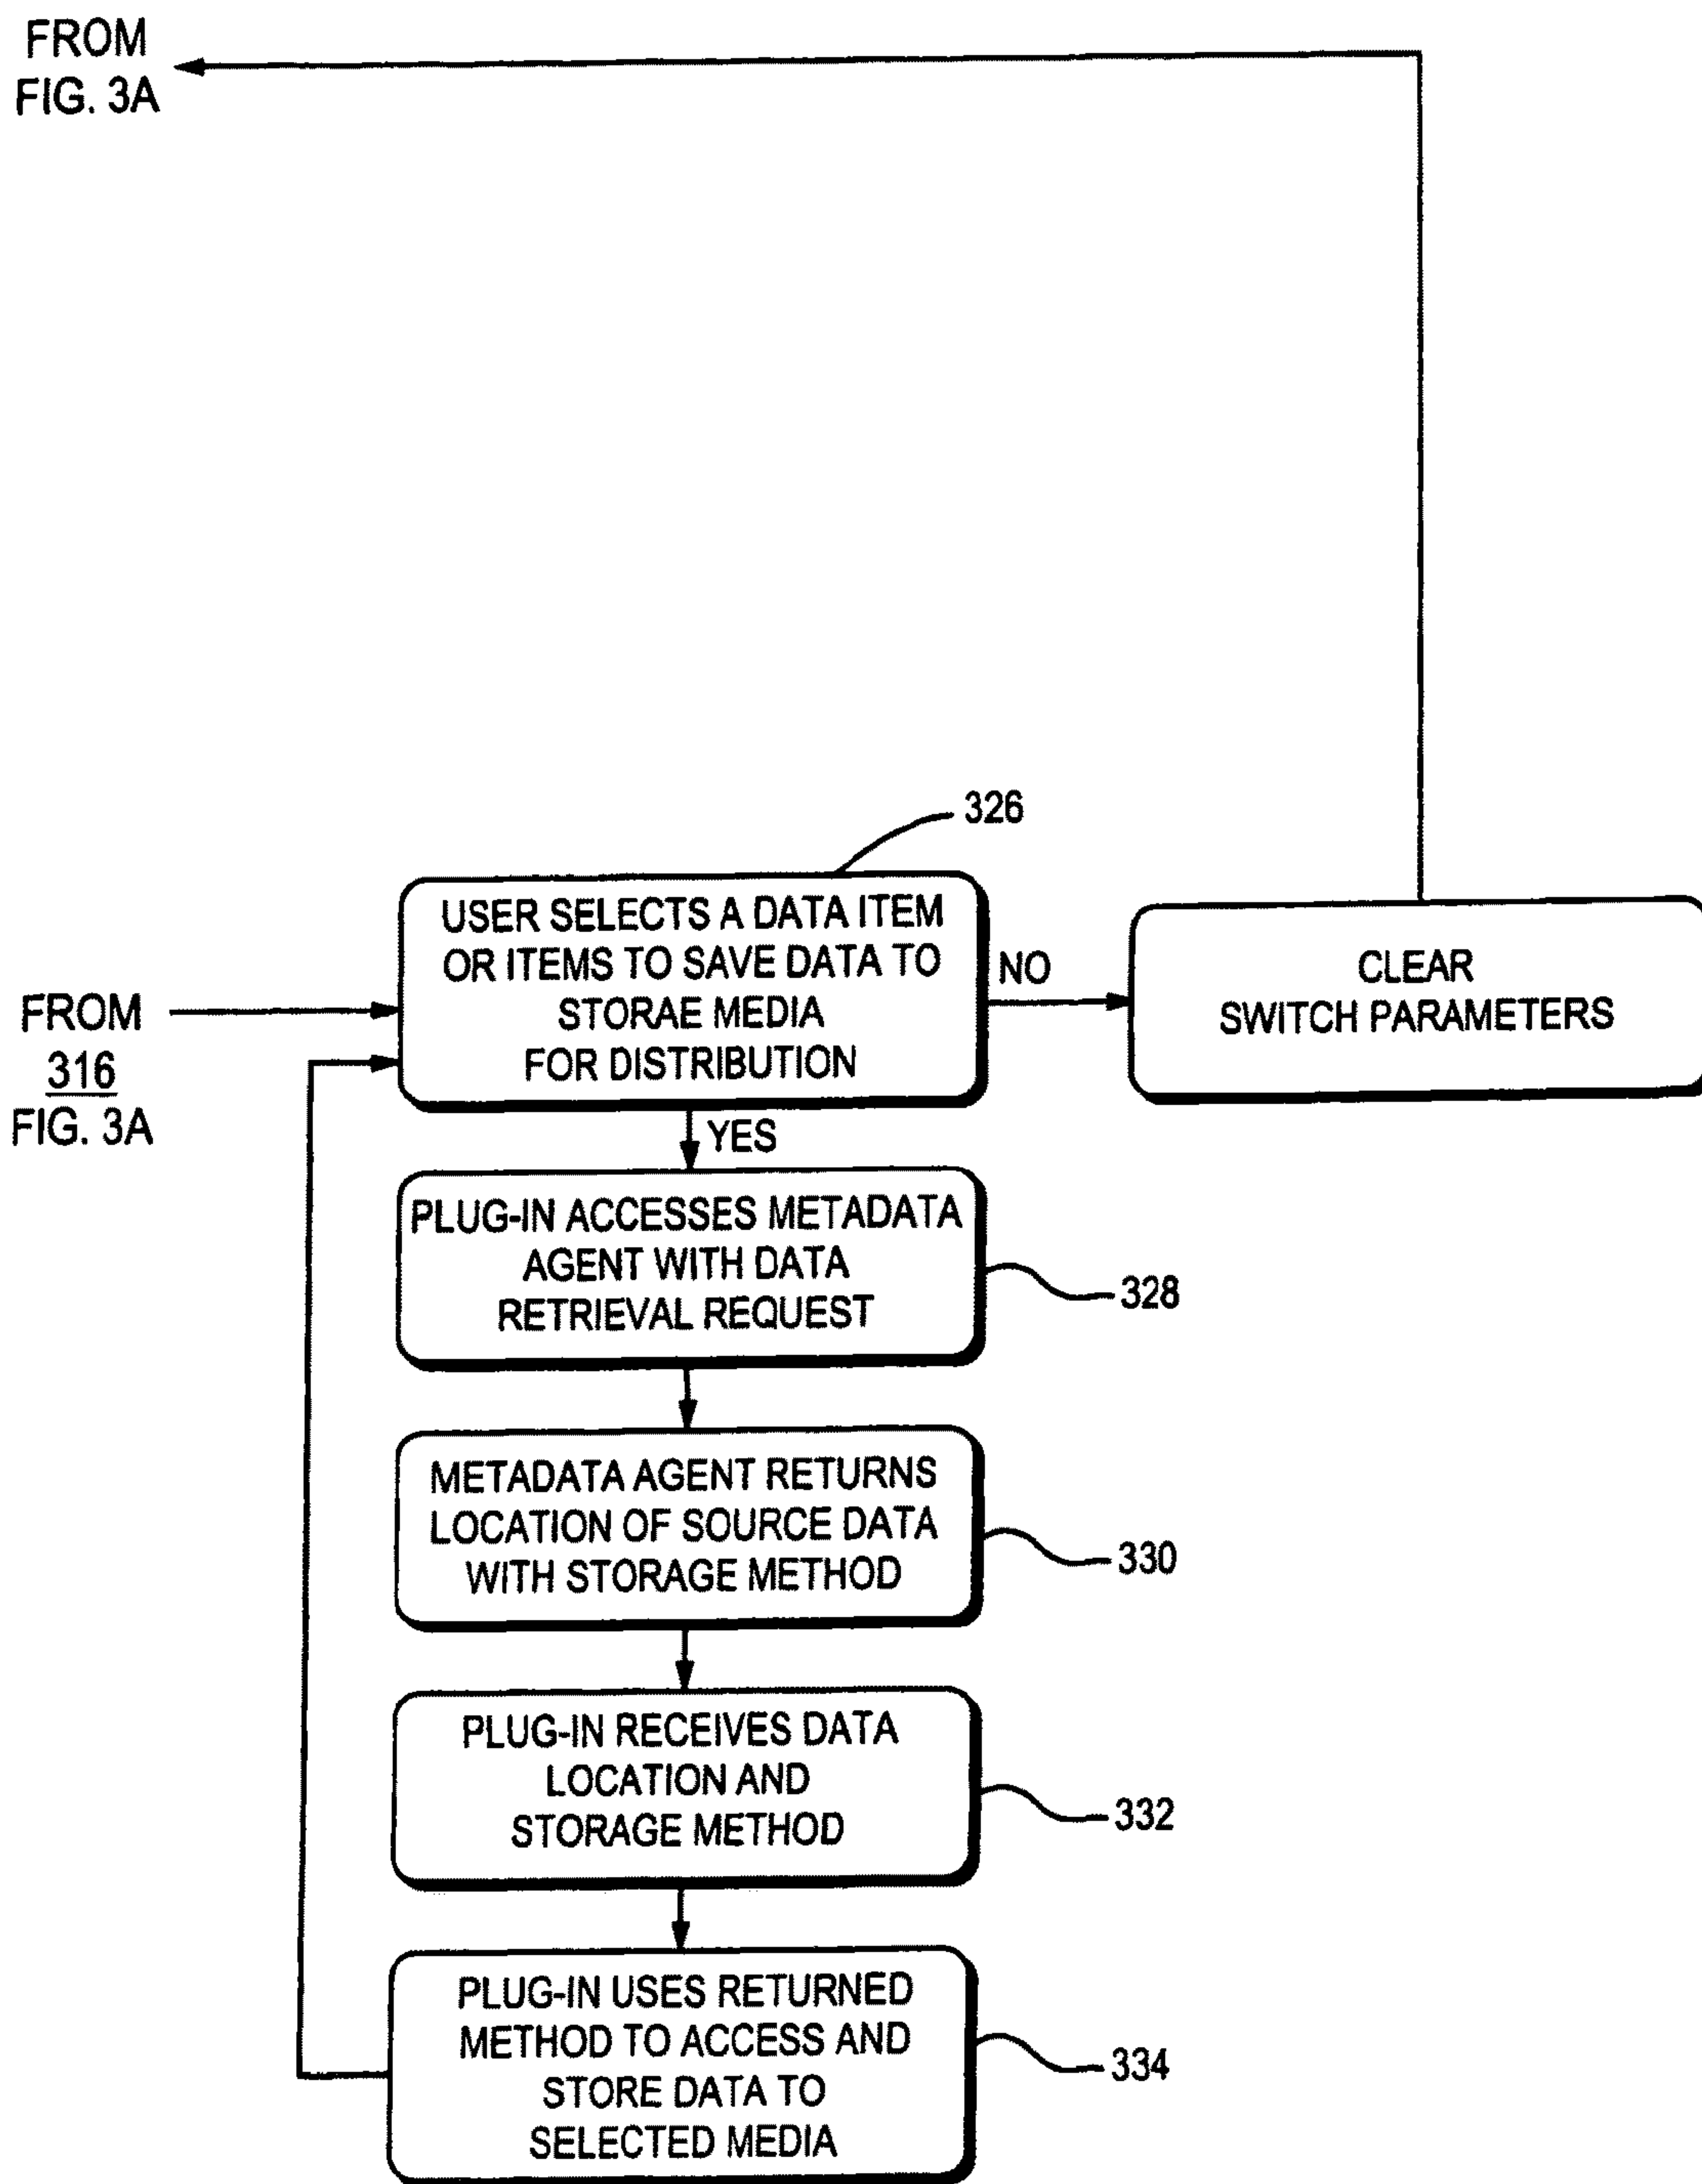 FROM
FIG. 3A
326
USER SELECTS A DATA ITEM
OR ITEMS TO SAVE DATA TO
STORAE MEDIA
FOR DISTRIBUTION
NO
CLEAR
SWITCH PARAMETERS
FROM
316
FIG. 3A
YES
PLUG-IN ACCESSES METADATA
AGENT WITH DATA
RETRIEVAL REQUEST
328
METADATA AGENT RETURNS
LOCATION OF SOURCE DATA
WITH STORAGE METHOD
330
PLUG-IN RECEIVES DATA
LOCATION AND
STORAGE METHOD
332
PLUG-IN USES RETURNED
METHOD TO ACCESS AND
STORE DATA TO
SELECTED MEDIA
334